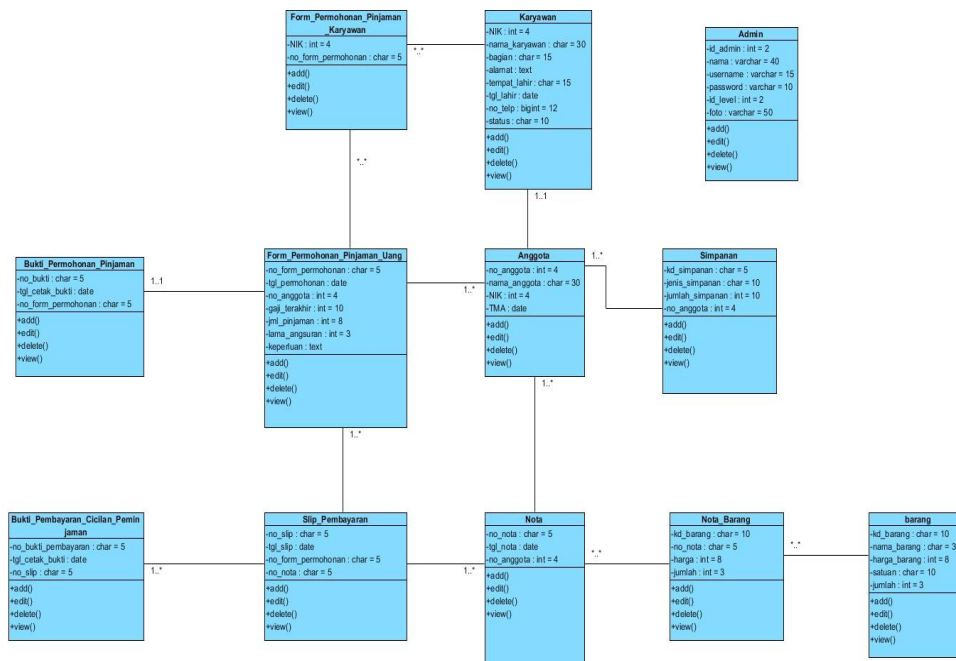 Form_Permohonan_Pinjaman
_Karyawan
-NIK : int = 4
-no_form_permohonan : char = 5
+add()
+edit()
+delete()
+view()
*..*
Karyawan
-NIK : int = 4
-nama_karyawan : char = 30
-bagian : char = 15
-alamat : text
-tempat_lahir : char = 15
-tgl_lahir : date
-no_telp : bigint = 12
-status : char = 10
+add()
+edit()
+delete()
+view()
Admin
-id_admin : int = 2
-nama : varchar = 40
-username : varchar = 15
-password : varchar = 10
-id_level : int = 2
-foto : varchar = 50
+add()
+edit()
+delete()
+view()
*..*
1..1
Bukti_Permohonan_Pinjaman
-no_bukti : char = 5
-tgl_cetak_bukti : date
-no_form_permohonan : char = 5
+add()
+edit()
+delete()
+view()
1..1
Form_Permohonan_Pinjaman_Uang
-no_form_permohonan : char = 5
-tgl_permohonan : date
-no_anggota : int = 4
-gaji_terakhir : int = 10
-jml_pinjaman : int = 8
-lama_angsuran : int = 3
-keperluan : text
+add()
+edit()
+delete()
+view()
1..*
Anggota
-no_anggota : int = 4
-nama_anggota : char = 30
-NIK : int = 4
-TMA : date
+add()
+edit()
+delete()
+view()
1..*
Simpanan
-kd_simpanan : char = 5
-jenis_simpanan : char = 10
-jumlah_simpanan : int = 10
-no_anggota : int = 4
+add()
+edit()
+delete()
+view()
1..*
1..*
Bukti_Pembayaran_Cicilan_Pemin
jaman
-no_bukti_pembayaran : char = 5
-tgl_cetak_bukti : date
-no_slip : char = 5
+add()
+edit()
+delete()
+view()
1..*
Slip_Pembayaran
-no_slip : char = 5
-tgl_slip : date
-no_form_permohonan : char = 5
-no_nota : char = 5
+add()
+edit()
+delete()
+view()
1..*
Nota
-no_nota : char = 5
-tgl_nota : date
-no_anggota : int = 4
+add()
+edit()
+delete()
+view()
*..*
Nota_Barang
-kd_barang : char = 10
-no_nota : char = 5
-harga : int = 8
-jumlah : int = 3
+add()
+edit()
+delete()
+view()
*..*
barang
-kd_barang : char = 10
-nama_barang : char = 3
-harga_barang : int = 8
-satuan : char = 10
-jumlah : int = 3
+add()
+edit()
+delete()
+view()